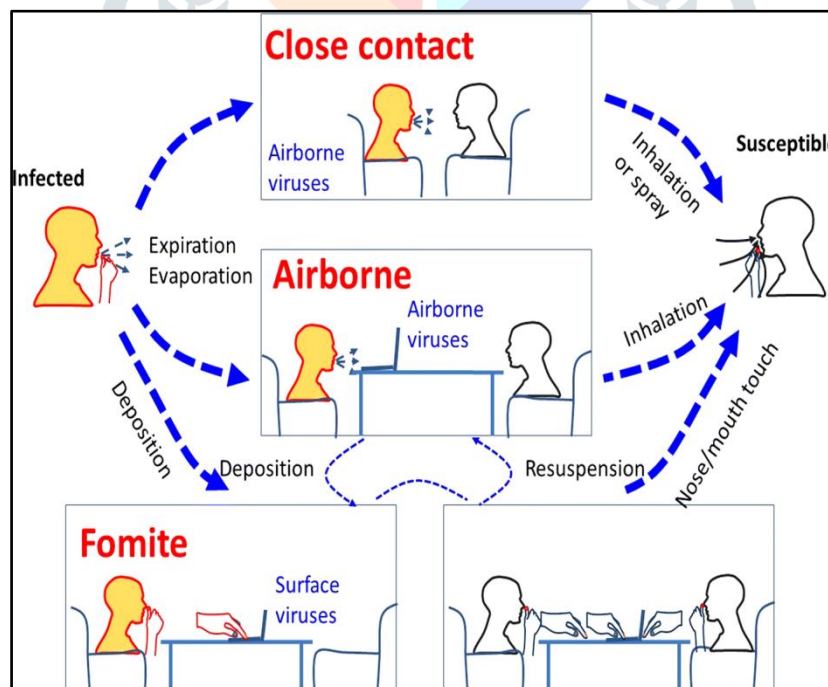 Close contact
Airborne
viruses
Inhalation
or spray
Infected
Susceptible
Expiration
Evaporation
Airborne
Airborne
viruses
Inhalation
Deposition
Deposition
Resuspension
Nose/mouth touch
Fomite
Surface
viruses